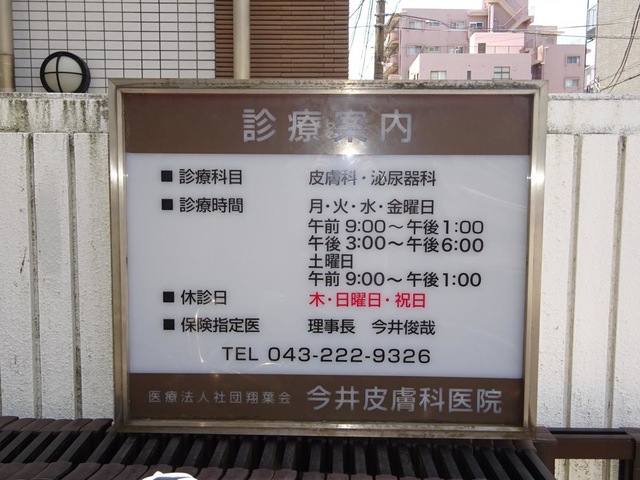 診療案内
■ 診療科目 皮膚科・泌尿器科
■ 診療時間 月・火・水・金曜日
午前 9:00～午後1:00
午後 3:00～午後6:00
土曜日
午前 9:00～午後1:00
■ 休診日 木・日曜日・祝日
■ 保険指定医 理事長 今井俊哉
TEL 043-222-9326
医療法人社団翔葉会 今井皮膚科医院